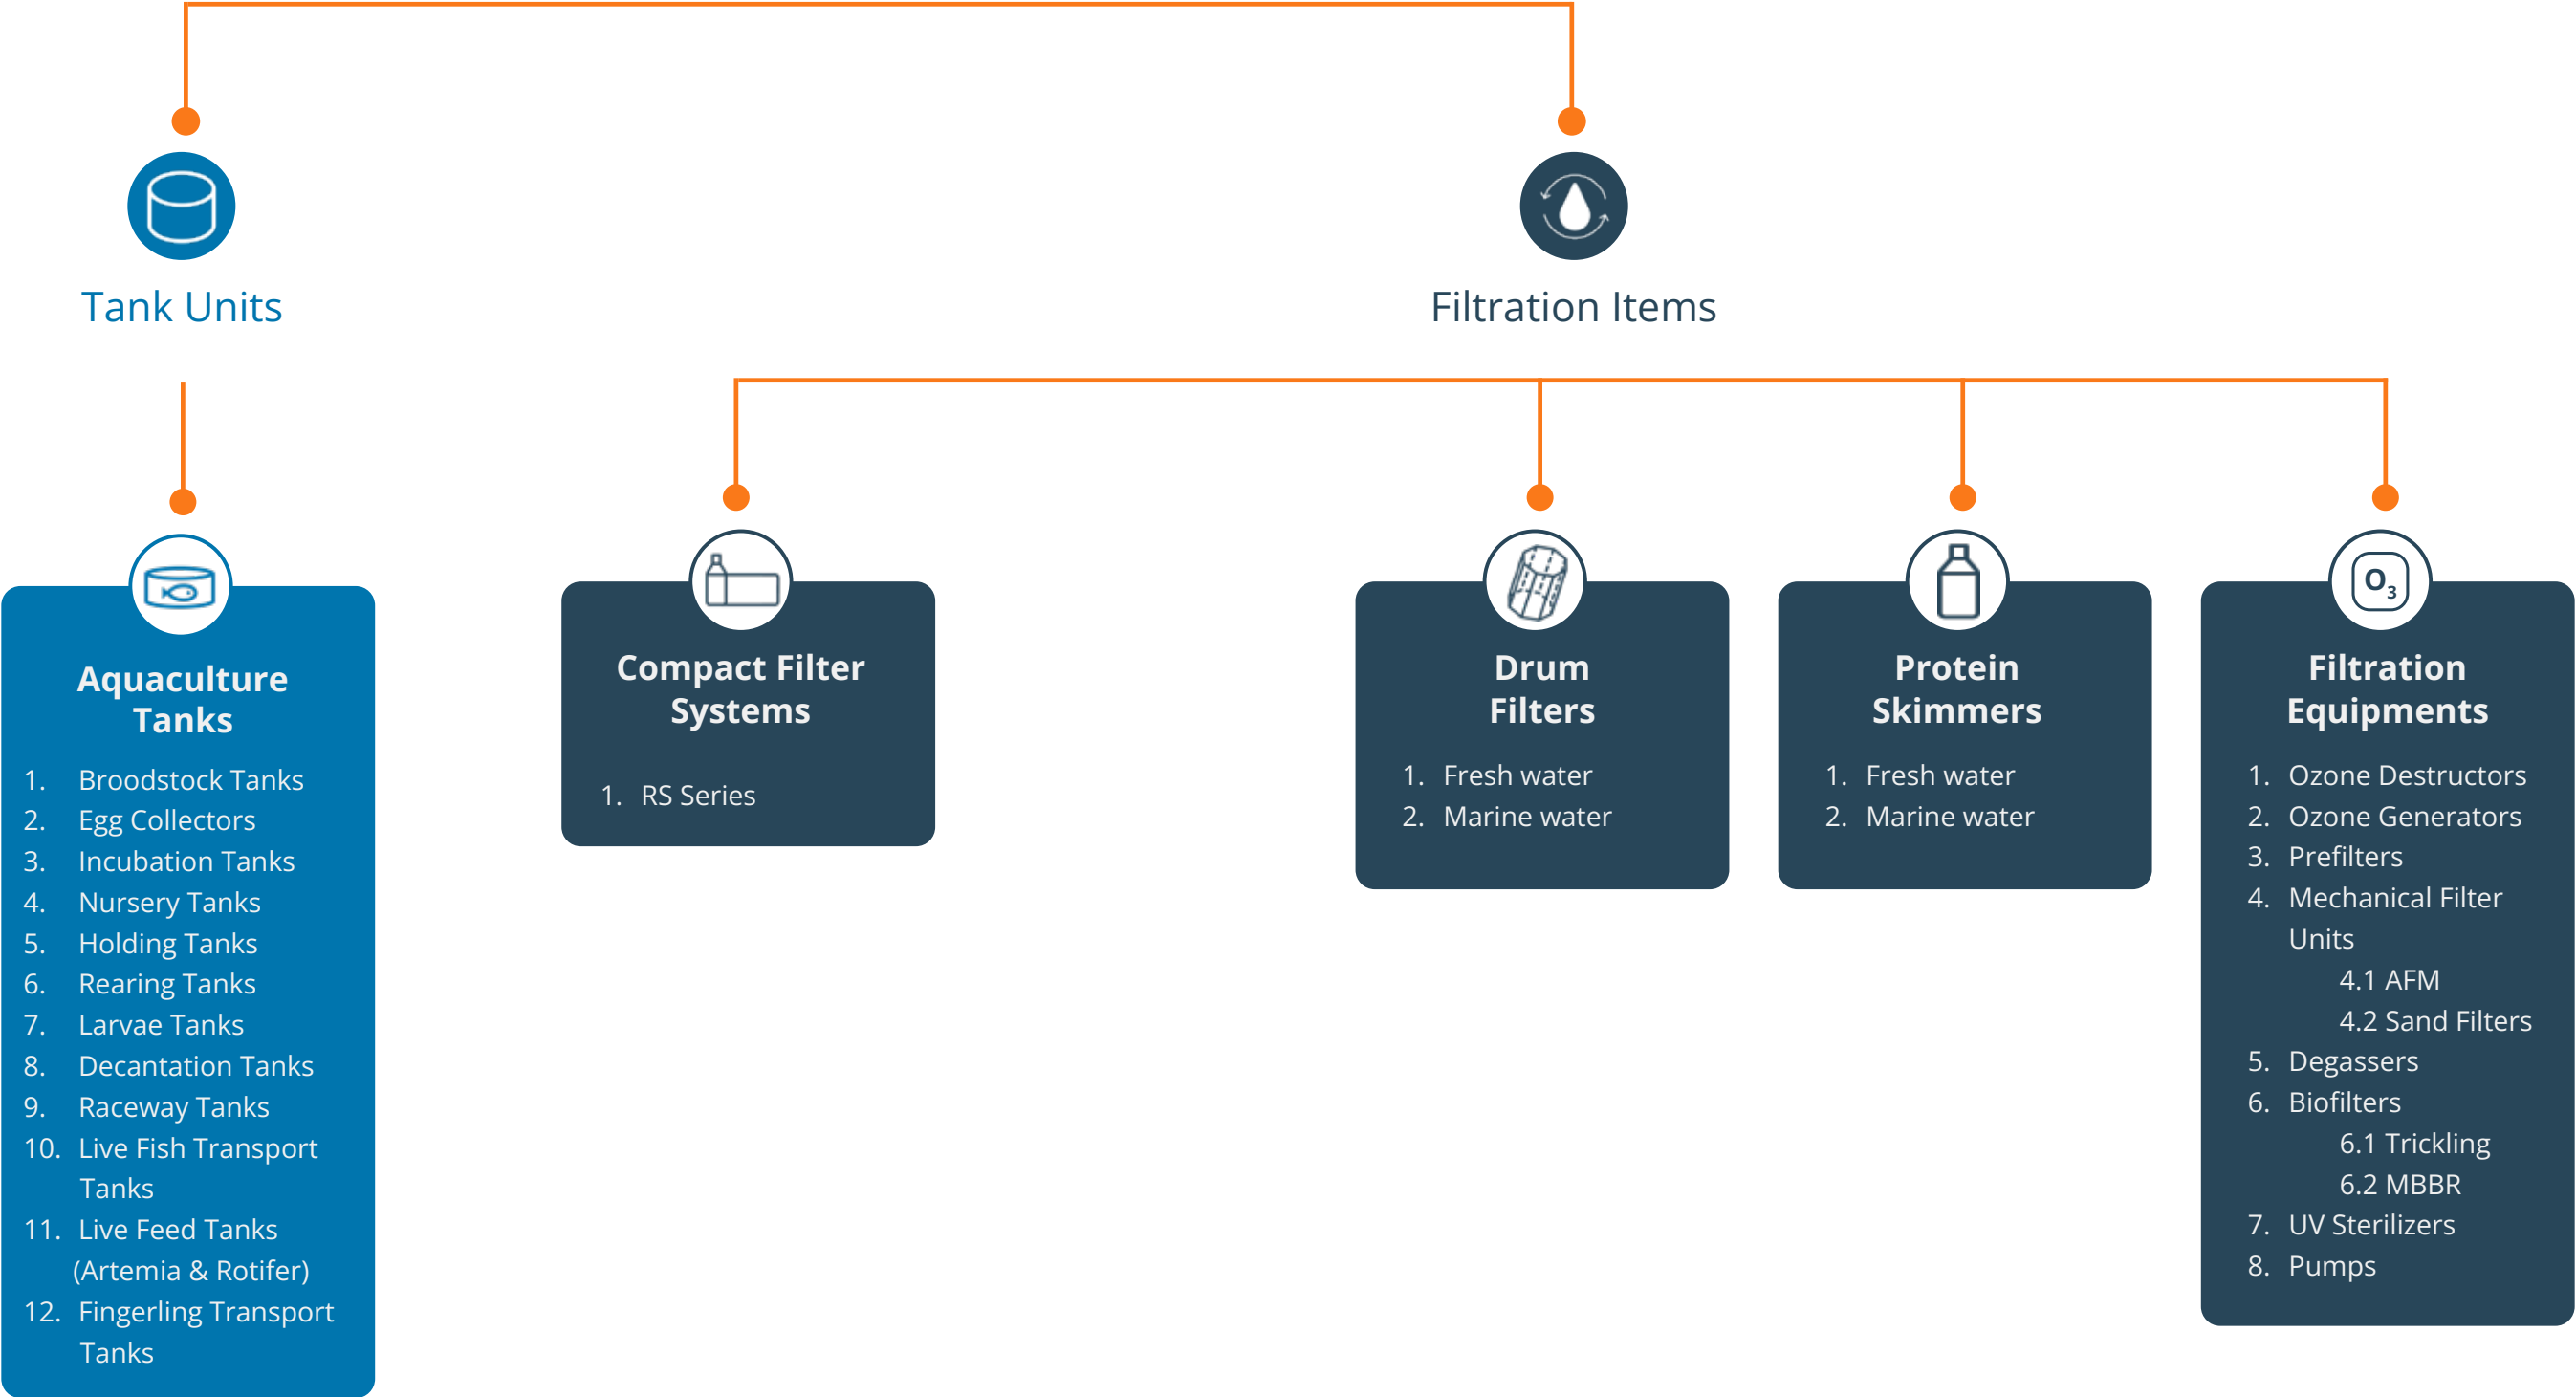 Tank Units
Filtration Items
Aquaculture
Tanks
1. Broodstock Tanks
2. Egg Collectors
3. Incubation Tanks
4. Nursery Tanks
5. Holding Tanks
6. Rearing Tanks
7. Larvae Tanks
8. Decantation Tanks
9. Raceway Tanks
10. Live Fish Transport
Tanks
11. Live Feed Tanks
(Artemia & Rotifer)
12. Fingerling Transport
Tanks
Compact Filter
Systems
1. RS Series
Drum
Filters
1. Fresh water
2. Marine water
Protein
Skimmers
1. Fresh water
2. Marine water
O3
Filtration
Equipments
1. Ozone Destructors
2. Ozone Generators
3. Prefilters
4. Mechanical Filter
Units
4.1 AFM
4.2 Sand Filters
5. Degassers
6. Biofilters
6.1 Trickling
6.2 MBBR
7. UV Sterilizers
8. Pumps